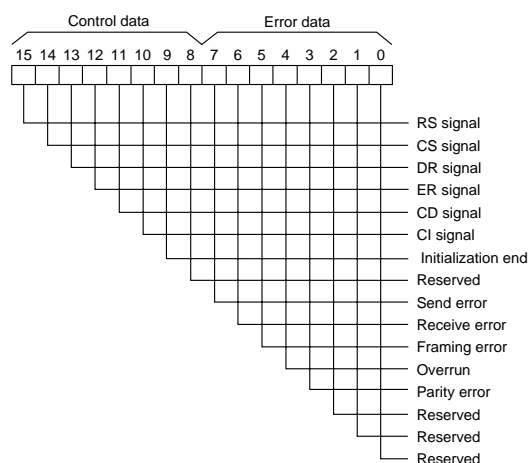 Control data Error data
15 14 13 12 11 10 9 8 7 6 5 4 3 2 1 0
RS signal
CS signal
DR signal
ER signal
CD signal
CI signal
Initialization end
Reserved
Send error
Receive error
Framing error
Overrun
Parity error
Reserved
Reserved
Reserved